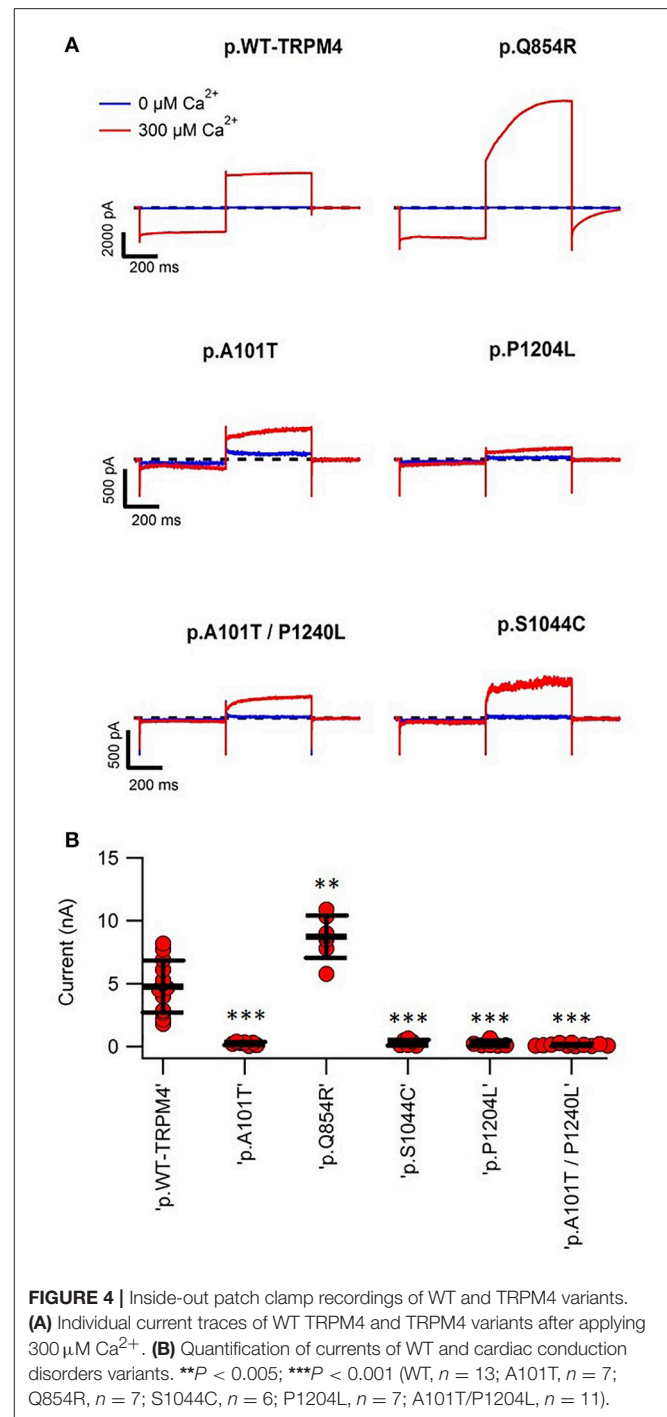 A
p.WT-TRPM4 p.Q854R
0 µM Ca²⁺
300 µM Ca²⁺
2000 pA
200 ms
p.A101T p.P1204L
500 pA
200 ms
p.A101T / P1240L p.S1044C
500 pA
200 ms
B
15
10
5
0
Current (nA)
***
**
***
***
***
'p.WT-TRPM4'
'p.A101T'
'p.Q854R'
'p.S1044C'
'p.P1204L'
'p.A101T / P1240L'
FIGURE 4 | Inside-out patch clamp recordings of WT and TRPM4 variants.
(A) Individual current traces of WT TRPM4 and TRPM4 variants after applying
300 µM Ca²⁺. (B) Quantification of currents of WT and cardiac conduction
disorders variants. **P < 0.005; ***P < 0.001 (WT, n = 13; A101T, n = 7;
Q854R, n = 7; S1044C, n = 6; P1204L, n = 7; A101T/P1204L, n = 11).